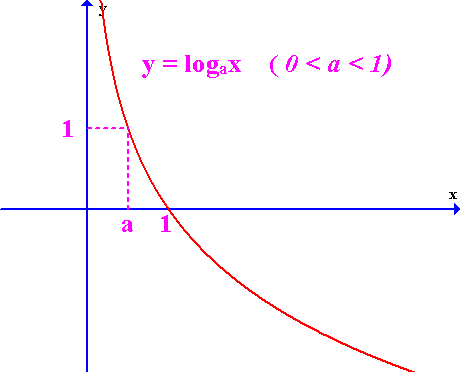 y
y = logₐx ( 0 < a < 1)
1
x
a 1